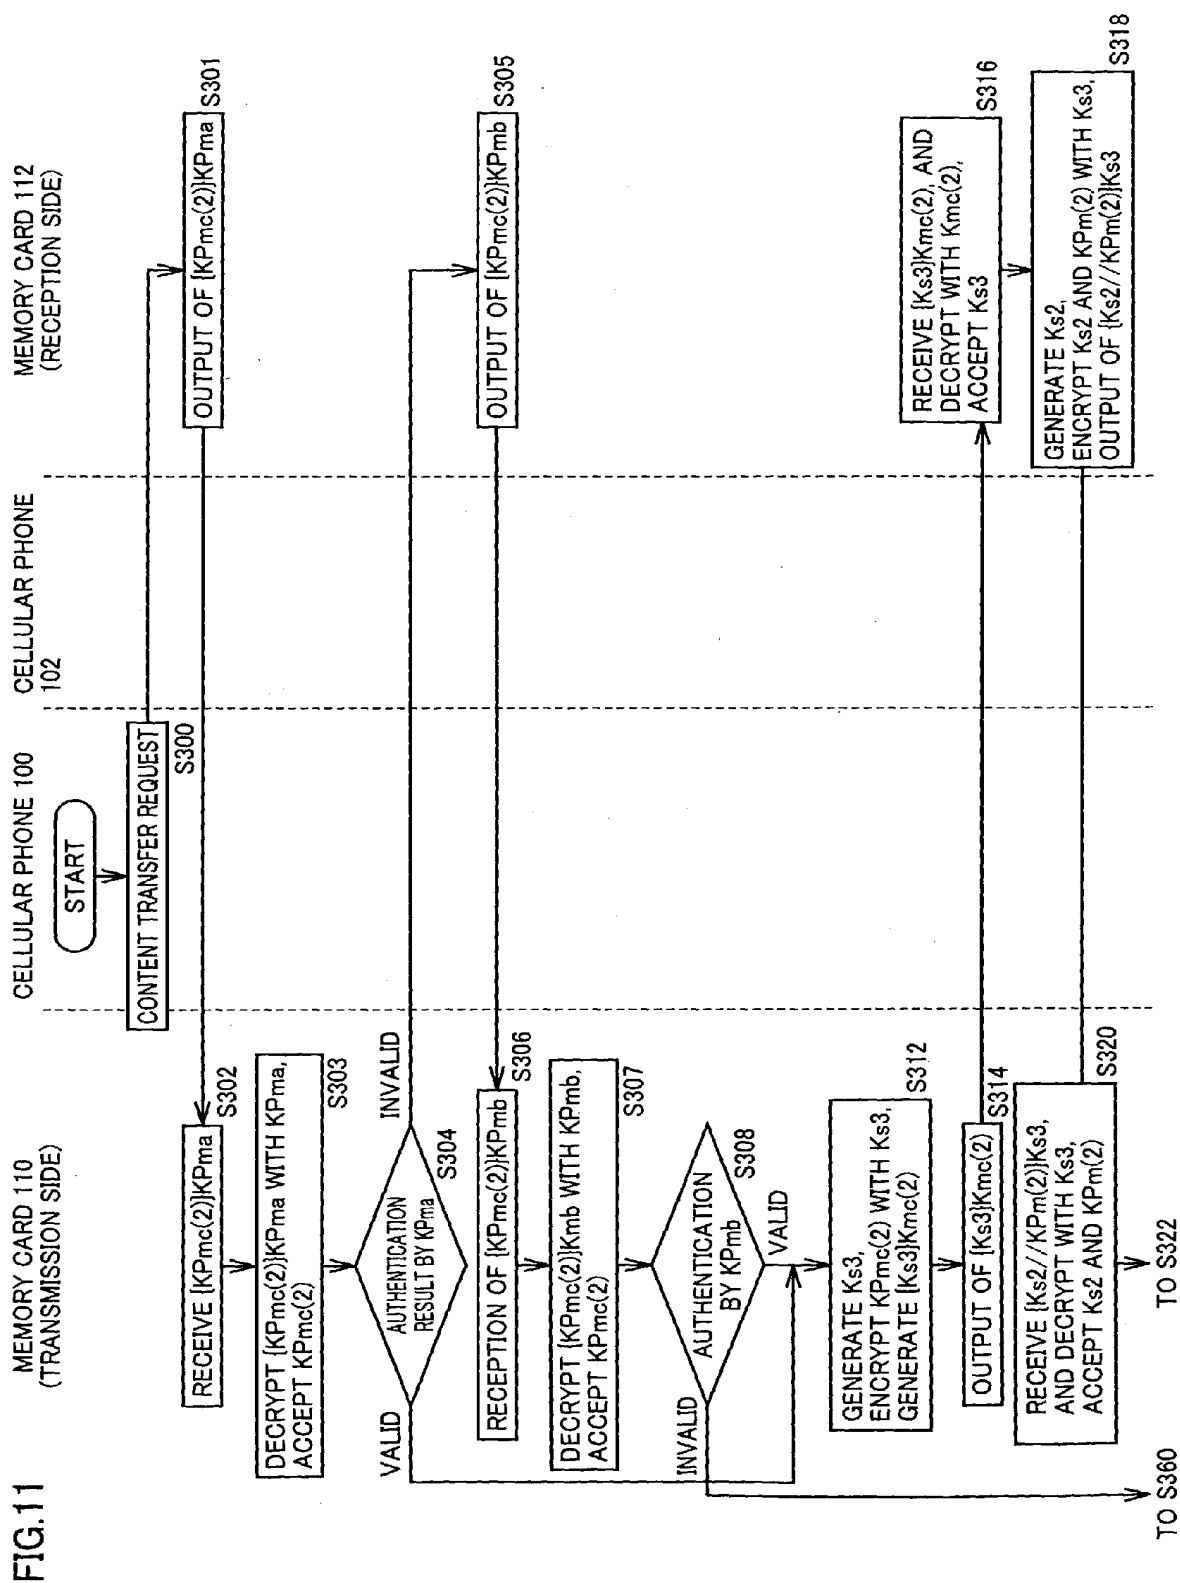 FIG.11
MEMORY CARD 110
(TRANSMISSION SIDE)
CELLULAR PHONE 100
CELLULAR PHONE
102
MEMORY CARD 112
(RECEPTION SIDE)
START
CONTENT TRANSFER REQUEST
S300
OUTPUT OF {KPmc(2)}KPma
S301
RECEIVE {KPmc(2)}KPma
S302
DECRYPT {KPmc(2)}KPma WITH KPma,
ACCEPT KPmc(2)
S303
AUTHENTICATION
RESULT BY KPma
S304
VALID
INVALID
OUTPUT OF {KPmc(2)}KPmb
S305
RECEPTION OF {KPmc(2)}KPmb
S306
DECRYPT {KPmc(2)}Kmb WITH KPmb,
ACCEPT KPmc(2)
S307
AUTHENTICATION
BY KPmb
S308
INVALID
VALID
GENERATE Ks3,
ENCRYPT KPmc(2) WITH Ks3,
GENERATE {Ks3}Kmc(2)
S312
OUTPUT OF {Ks3}Kmc(2)
S314
RECEIVE {Ks3}Kmc(2), AND
DECRYPT WITH Kmc(2),
ACCEPT Ks3
S316
GENERATE Ks2,
ENCRYPT Ks2 AND KPm(2) WITH Ks3,
OUTPUT OF {Ks2//KPm(2)}Ks3
S318
RECEIVE {Ks2//KPm(2)}Ks3,
AND DECRYPT WITH Ks3,
ACCEPT Ks2 AND KPm(2)
S320
TO S360
TO S322